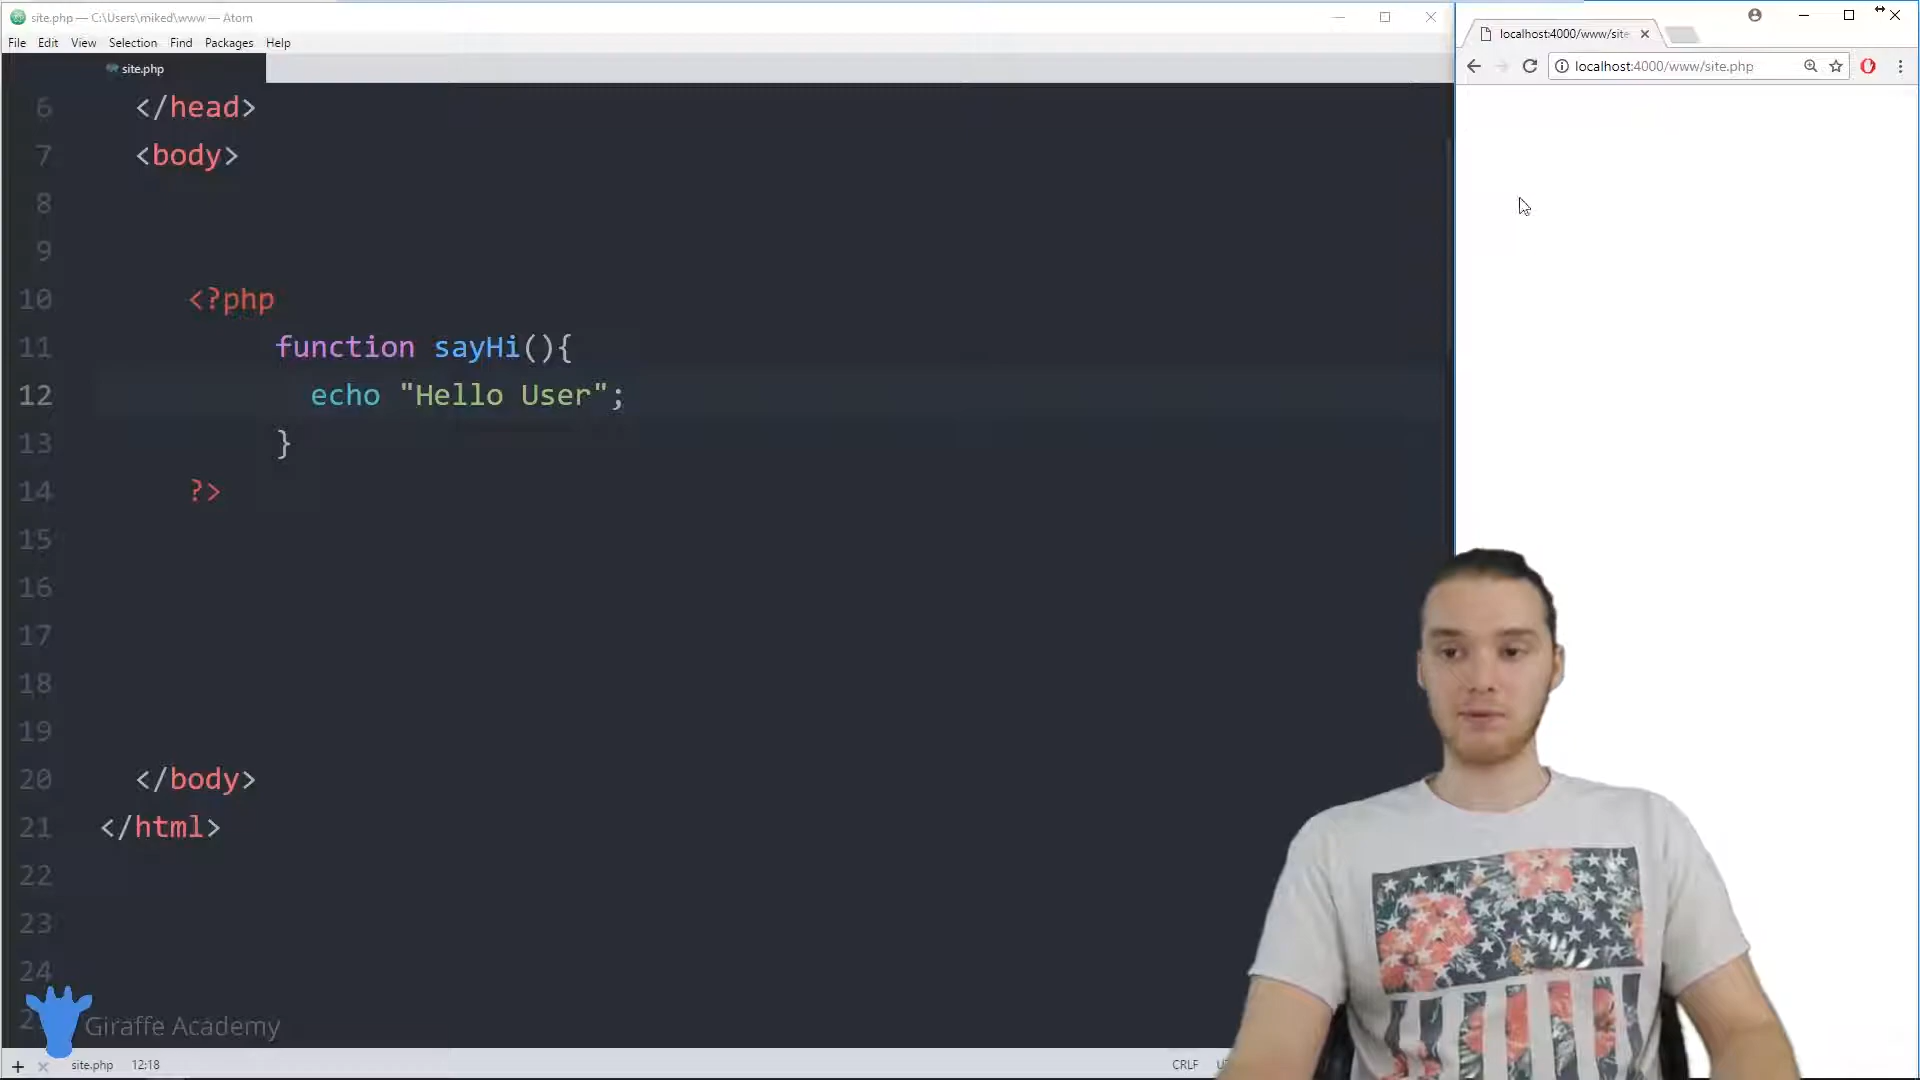 site.php — C:\Users\miked\www — Atom
File Edit View Selection Find Packages Help
site.php
localhost:4000/www/site
localhost:4000/www/site.php
6 </head>
7 <body>
8
9
10 <?php
11 function sayHi(){
12 echo "Hello User";
13 }
14 ?>
15
16
17
18
19
20 </body>
21 </html>
22
23
24
Giraffe Academy
site.php 12:18
CRLF